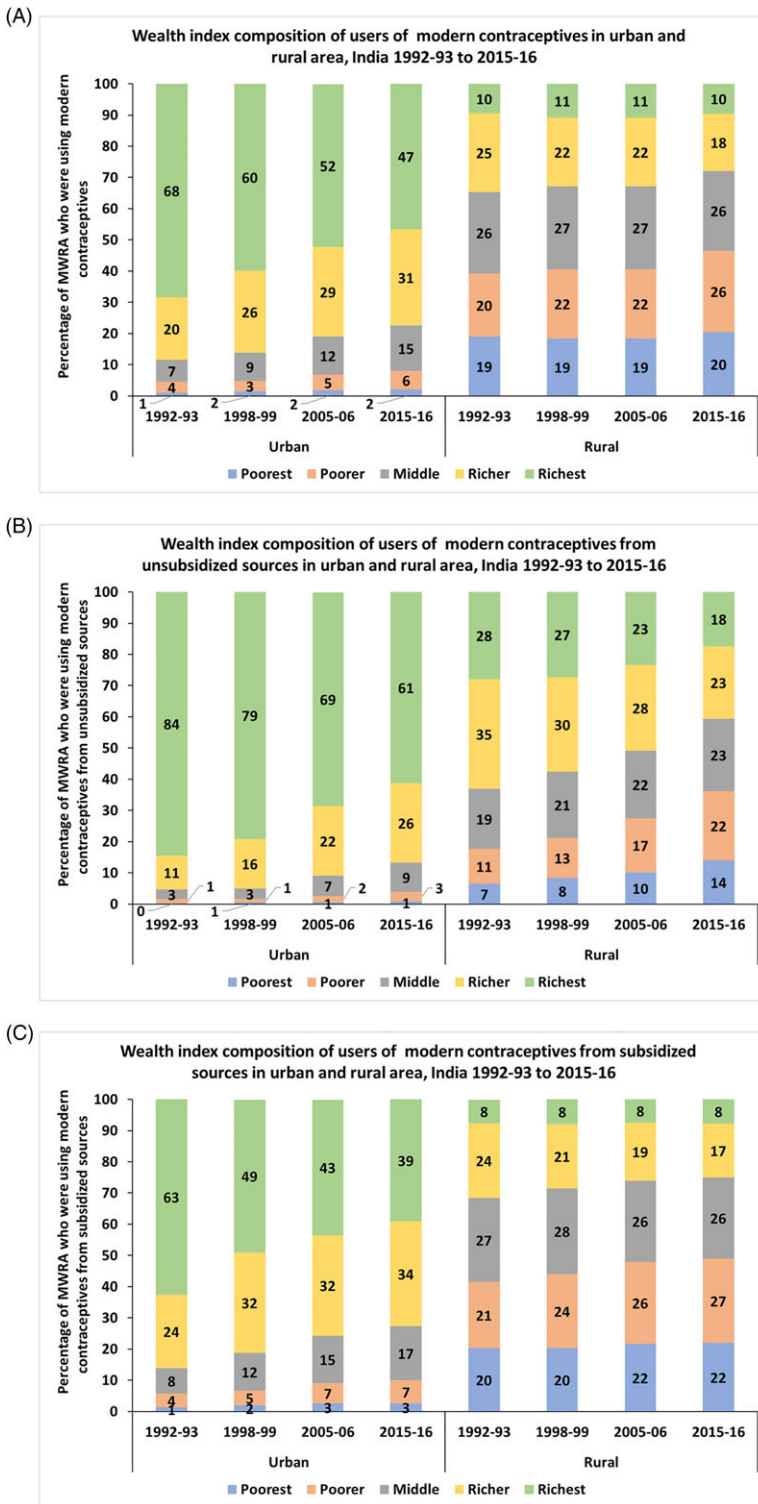 (A)
Wealth index composition of users of modern contraceptives in urban and
rural area, India 1992-93 to 2015-16
Percentage of MWRA who were using modern
contraceptives
100
90
80
70
60
50
40
30
20
10
0
68 60 52 47 10 11 11 10
20 26 29 31 25 22 22 18
7 9 12 15 26 27 27 26
4 3 5 6 20 22 22 26
1 2 2 2 19 19 19 20
1992-93 1998-99 2005-06 2015-16 1992-93 1998-99 2005-06 2015-16
Urban Rural
Poorest Poorer Middle Richer Richest
(B)
Wealth index composition of users of modern contraceptives from
unsubsidized sources in urban and rural area, India 1992-93 to 2015-16
Percentage of MWRA who were using modern
contraceptives from unsubsidized sources
100
90
80
70
60
50
40
30
20
10
0
84 79 69 61 28 27 23 18
11 16 22 26 35 30 28 23
3 3 7 9 19 21 22 23
1 1 2 3 11 13 17 22
0 1 1 1 7 8 10 14
1992-93 1998-99 2005-06 2015-16 1992-93 1998-99 2005-06 2015-16
Urban Rural
Poorest Poorer Middle Richer Richest
(C)
Wealth index composition of users of modern contraceptives from subsidized
sources in urban and rural area, India 1992-93 to 2015-16
Percentage of MWRA who were using modern
contraceptives from subsidized sources
100
90
80
70
60
50
40
30
20
10
0
63 49 43 39 8 8 8 8
24 32 32 34 24 21 19 17
8 12 15 17 27 28 26 26
4 5 7 7 21 24 26 27
1 2 3 3 20 20 22 22
1992-93 1998-99 2005-06 2015-16 1992-93 1998-99 2005-06 2015-16
Urban Rural
Poorest Poorer Middle Richer Richest